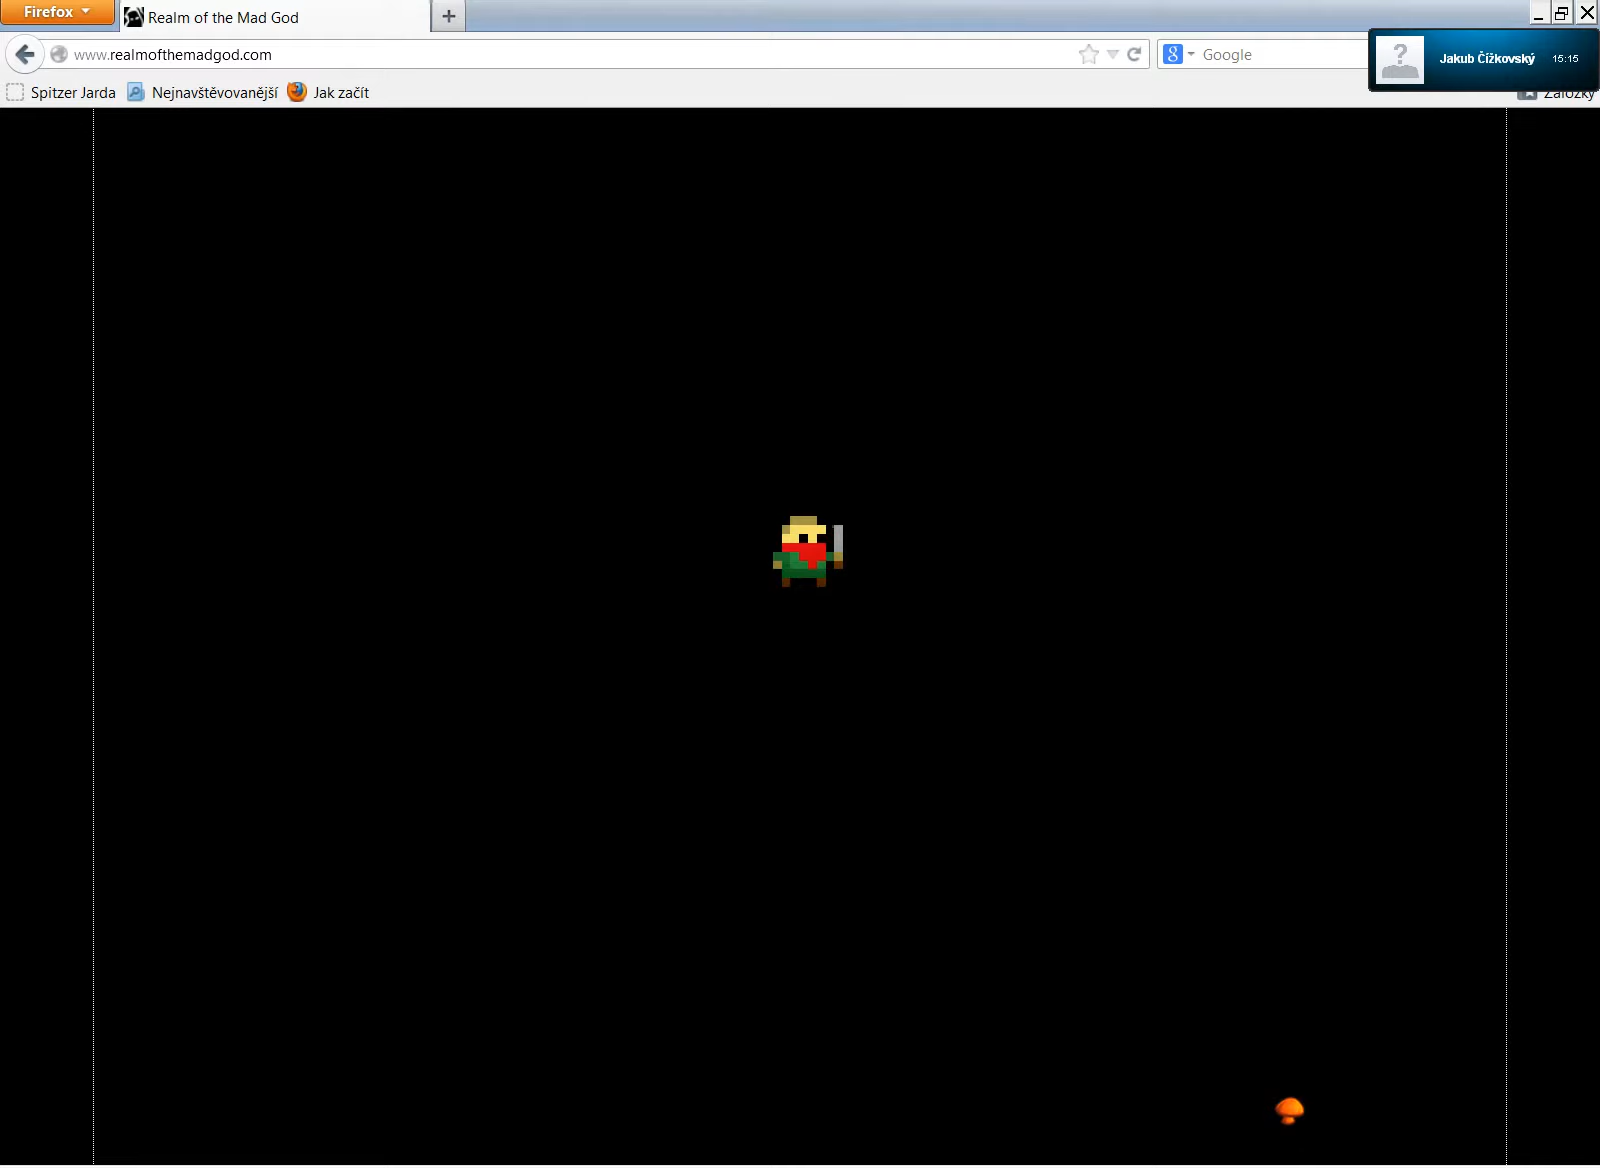 Firefox
Realm of the Mad God
www.realmofthemadgod.com
Google
Jakub Čížkovský 15:15
Spitzer Jarda
Nejnavštěvovanější
Jak začít
Záložky